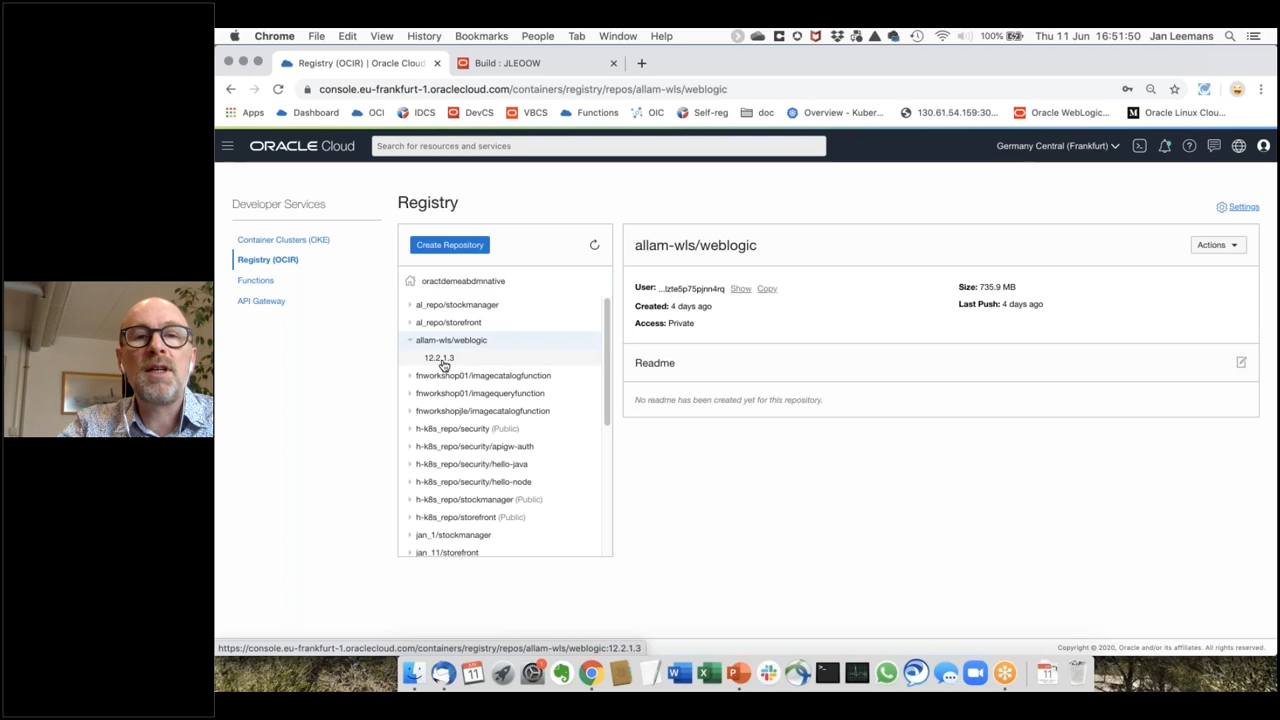 Chrome File Edit View History Bookmarks People Tab Window Help 100% Thu 11 Jun 16:51:50 Jan Leemans
Registry (OCIR) | Oracle Cloud Build : JLEOOW
console.eu-frankfurt-1.oraclecloud.com/containers/registry/repos/allam-wls/weblogic
Apps Dashboard OCI IDCS DevCS VBCS Functions OIC Self-reg doc Overview - Kuber... 130.61.54.159:30... Oracle WebLogic... Oracle Linux Clou...
ORACLE Cloud Search for resources and services Germany Central (Frankfurt)
Developer Services
Container Clusters (OKE)
Registry (OCIR)
Functions
API Gateway
Registry
Settings
Create Repository
oractdemeabdmnative
al_repo/stockmanager
al_repo/storefront
allam-wls/weblogic
12.2.1.3
fnworkshop01/imagecatalogfunction
fnworkshop01/imagequeryfunction
fnworkshopjle/imagecatalogfunction
h-k8s_repo/security (Public)
h-k8s_repo/security/apigw-auth
h-k8s_repo/security/hello-java
h-k8s_repo/security/hello-node
h-k8s_repo/stockmanager (Public)
h-k8s_repo/storefront (Public)
jan_1/stockmanager
jan_11/storefront
allam-wls/weblogic
Actions
User: ...lzte5p75pjnn4rq Show Copy
Created: 4 days ago
Access: Private
Size: 735.9 MB
Last Push: 4 days ago
Readme
No readme has been created yet for this repository.
https://console.eu-frankfurt-1.oraclecloud.com/containers/registry/repos/allam-wls/weblogic:12.2.1.3
Copyright © 2020, Oracle and/or its affiliates. All rights reserved.